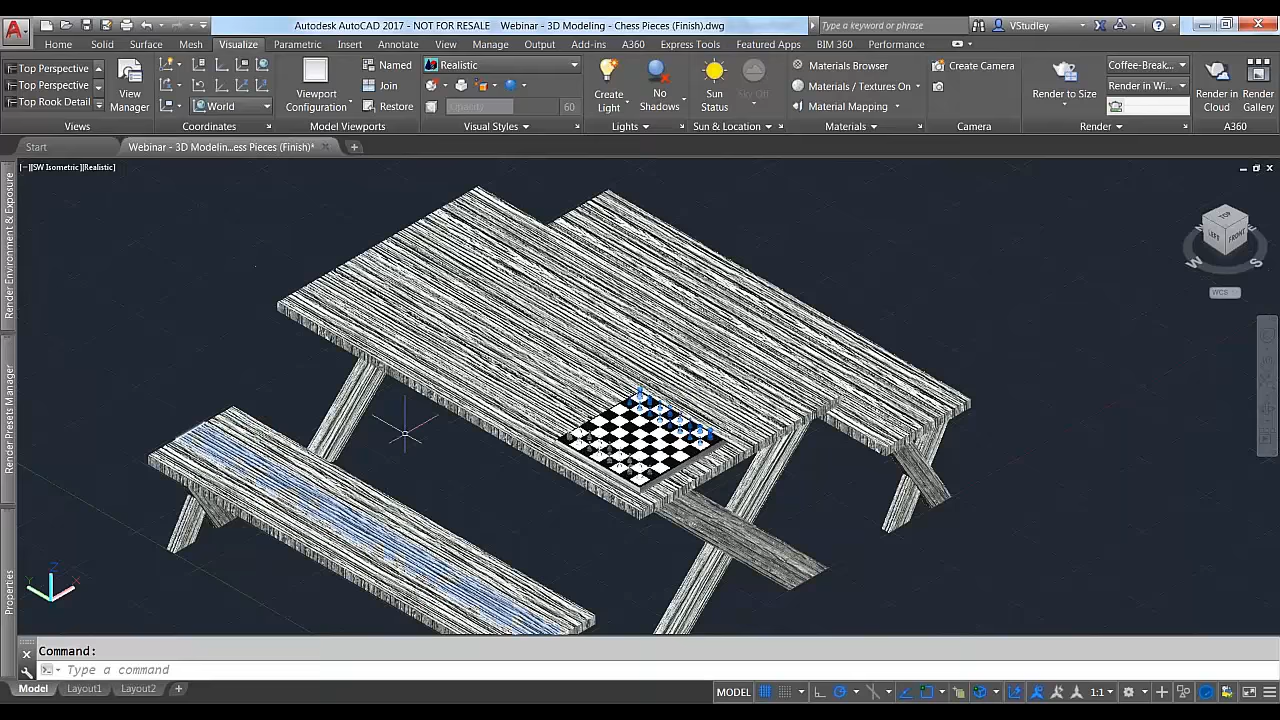 Autodesk AutoCAD 2017 - NOT FOR RESALE Webinar - 3D Modeling - Chess Pieces (Finish).dwg
Type a keyword or phrase
VStudley
Home Solid Surface Mesh Visualize Parametric Insert Annotate View Manage Output Add-ins A360 Express Tools Featured Apps BIM 360 Performance
Top Perspective
Top Perspective
Top Rook Detail
View Manager
Views
World
Coordinates
Viewport Configuration
Named
Join
Restore
Model Viewports
Realistic
Opacity 60
Visual Styles
Create Light
No Shadows
Lights
Sun Status
Sky Off
Sun & Location
Materials Browser
Materials / Textures On
Material Mapping
Materials
Create Camera
Camera
Render to Size
Coffee-Break...
Render in Wi...
Render
Render in Cloud
Render Gallery
A360
Start
Webinar - 3D Modelin...ess Pieces (Finish)*
[–][SW Isometric][Realistic]
Render Environment & Exposure
Render Presets Manager
Properties
TOP
LEFT
FRONT
W
S
WCS
Z
X
Command:
Type a command
Model Layout1 Layout2
MODEL
1:1